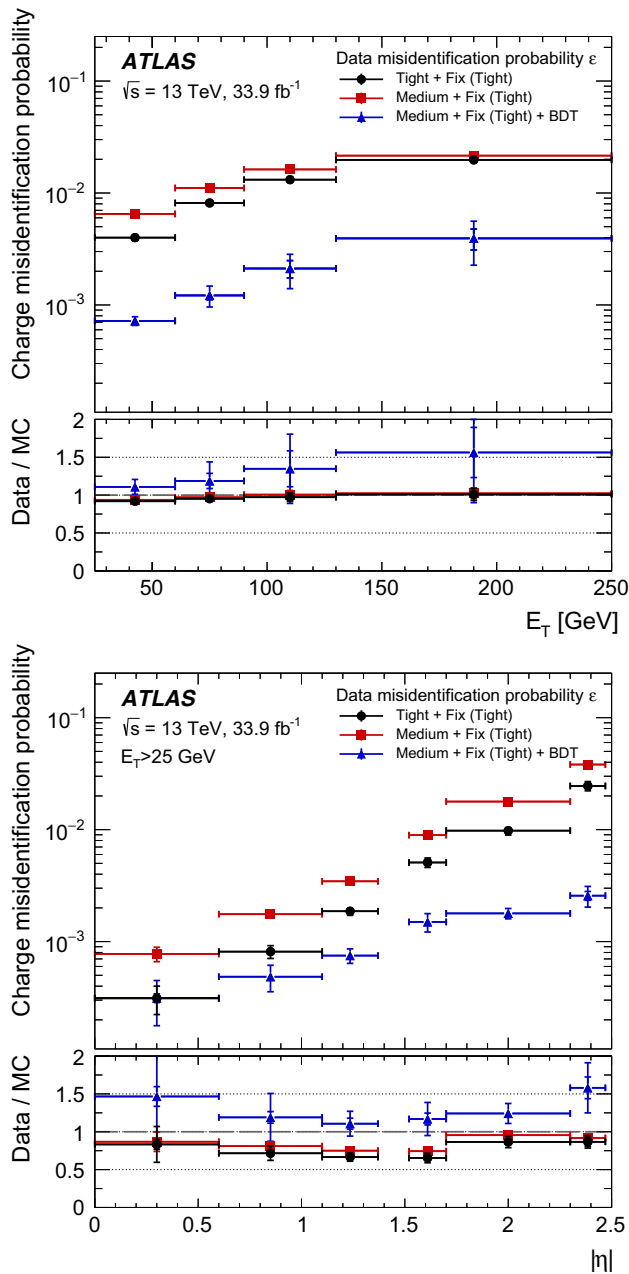 Charge misidentification probability
10⁻¹
10⁻²
10⁻³
ATLAS
√s = 13 TeV, 33.9 fb⁻¹
Data misidentification probability ε
Tight + Fix (Tight)
Medium + Fix (Tight)
Medium + Fix (Tight) + BDT
Data / MC
2
1.5
1
0.5
0
50 100 150 200 250
E_T [GeV]
Charge misidentification probability
10⁻¹
10⁻²
10⁻³
ATLAS
√s = 13 TeV, 33.9 fb⁻¹
E_T>25 GeV
Data misidentification probability ε
Tight + Fix (Tight)
Medium + Fix (Tight)
Medium + Fix (Tight) + BDT
Data / MC
2
1.5
1
0.5
0
0 0.5 1 1.5 2 2.5
|η|